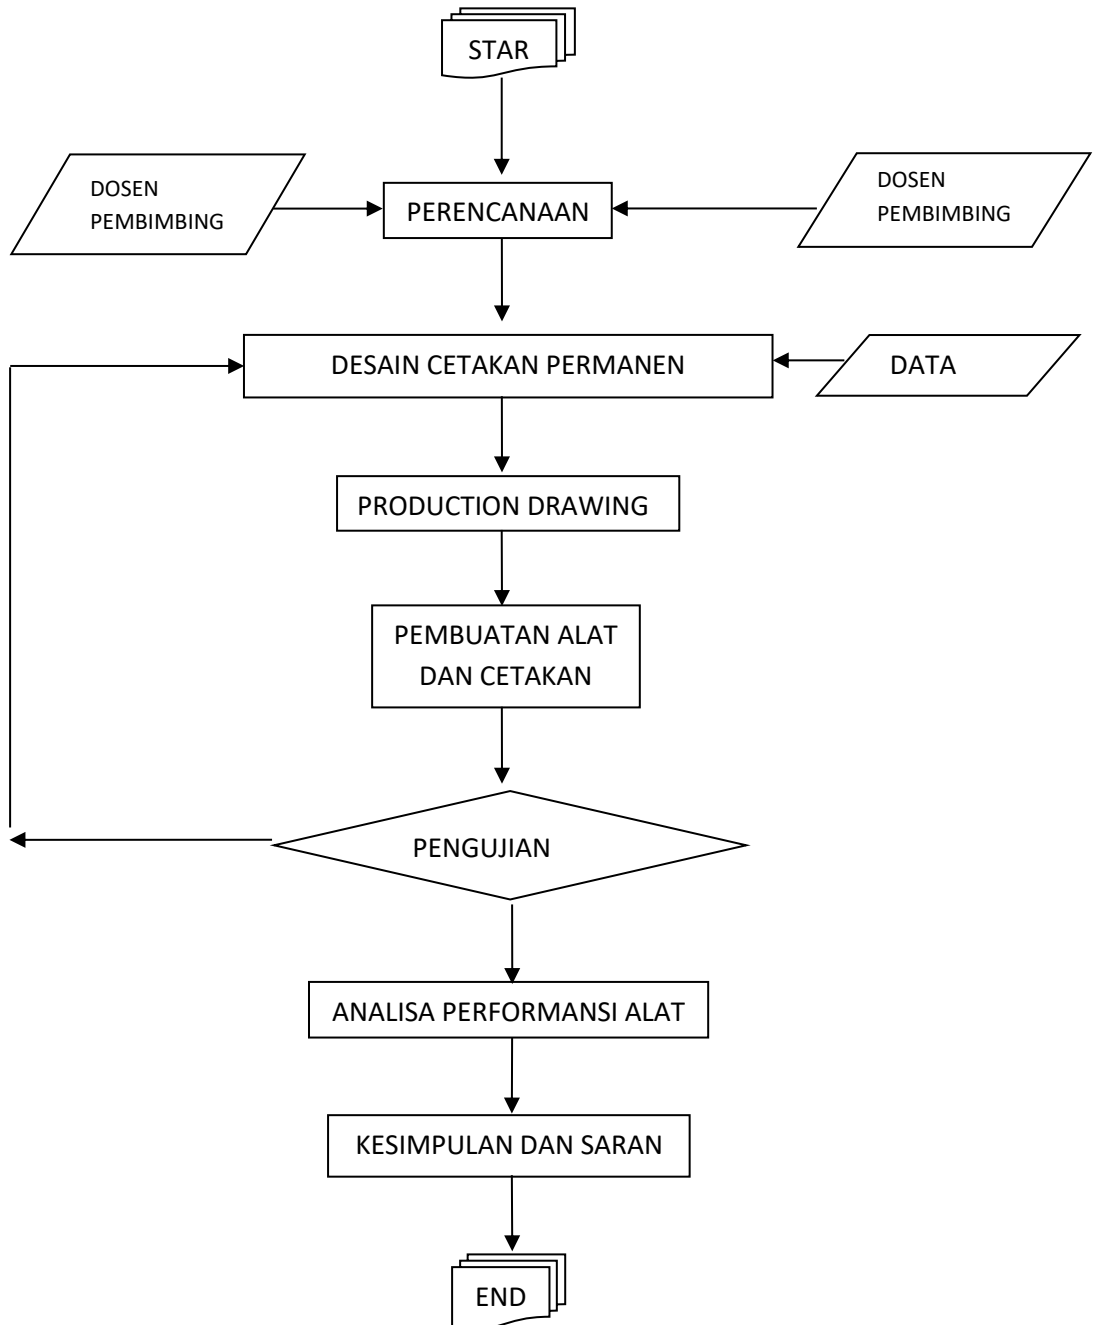 STAR
DOSEN
PEMBIMBING
PERENCANAAN
DOSEN
PEMBIMBING
DESAIN CETAKAN PERMANEN
DATA
PRODUCTION DRAWING
PEMBUATAN ALAT
DAN CETAKAN
PENGUJIAN
ANALISA PERFORMANSI ALAT
KESIMPULAN DAN SARAN
END